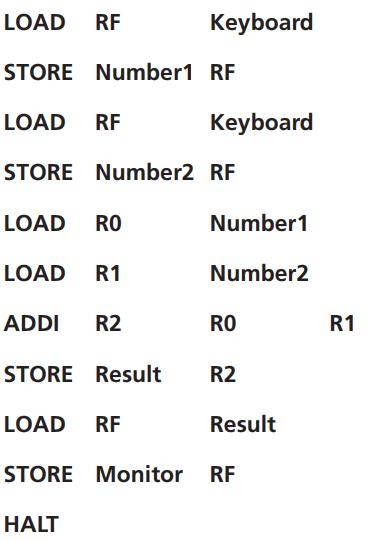 LOAD RF Keyboard
STORE Number1 RF
LOAD RF Keyboard
STORE Number2 RF
LOAD R0 Number1
LOAD R1 Number2
ADDI R2 R0 R1
STORE Result R2
LOAD RF Result
STORE Monitor RF
HALT